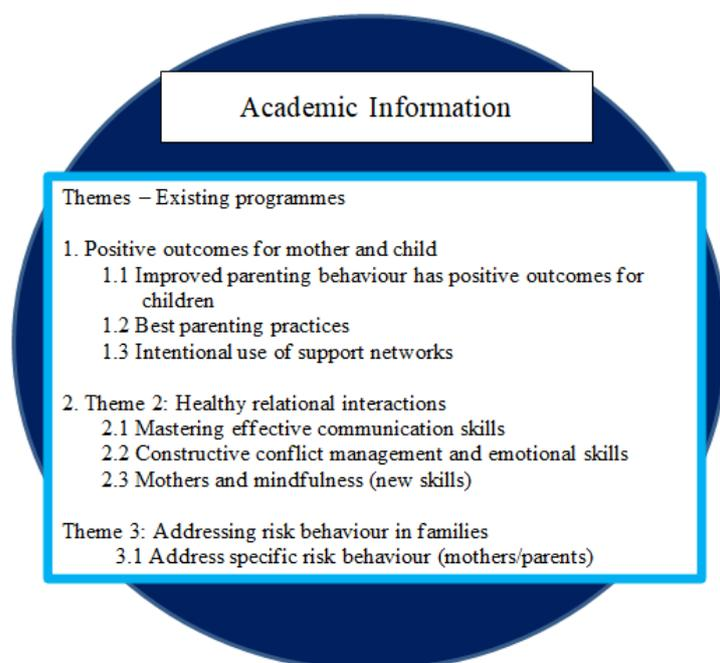 Academic Information
Themes – Existing programmes
1. Positive outcomes for mother and child
1.1 Improved parenting behaviour has positive outcomes for
children
1.2 Best parenting practices
1.3 Intentional use of support networks
2. Theme 2: Healthy relational interactions
2.1 Mastering effective communication skills
2.2 Constructive conflict management and emotional skills
2.3 Mothers and mindfulness (new skills)
Theme 3: Addressing risk behaviour in families
3.1 Address specific risk behaviour (mothers/parents)